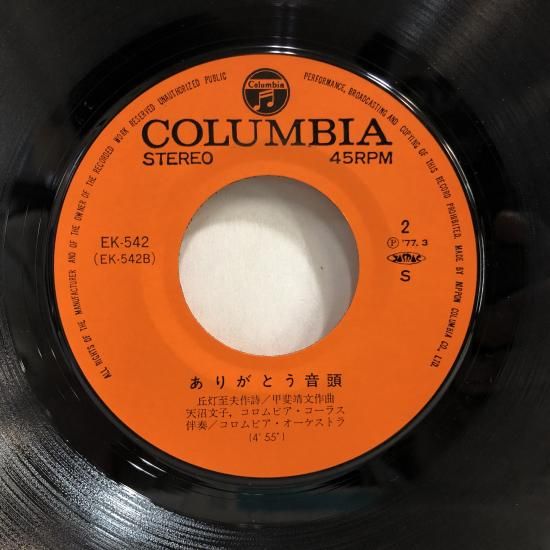 ALL RIGHTS OF THE MANUFACTURER AND OF THE OWNER OF THE RECORDED WORK RESERVED UNAUTHORIZED PUBLIC PERFORMANCE, BROADCASTING AND COPYING OF THIS RECORD PROHIBITED. MADE BY NIPPON COLUMBIA CO., LTD.
Columbia
COLUMBIA
STEREO 45RPM
EK-542
(EK-542B)
2
Ⓟ '77. 3
JASRAC
S
ありがとう音頭
丘灯至夫作詩/甲斐靖文作曲
天沼文子, コロムビア・コーラス
伴奏/コロムビア・オーケストラ
(4' 55")